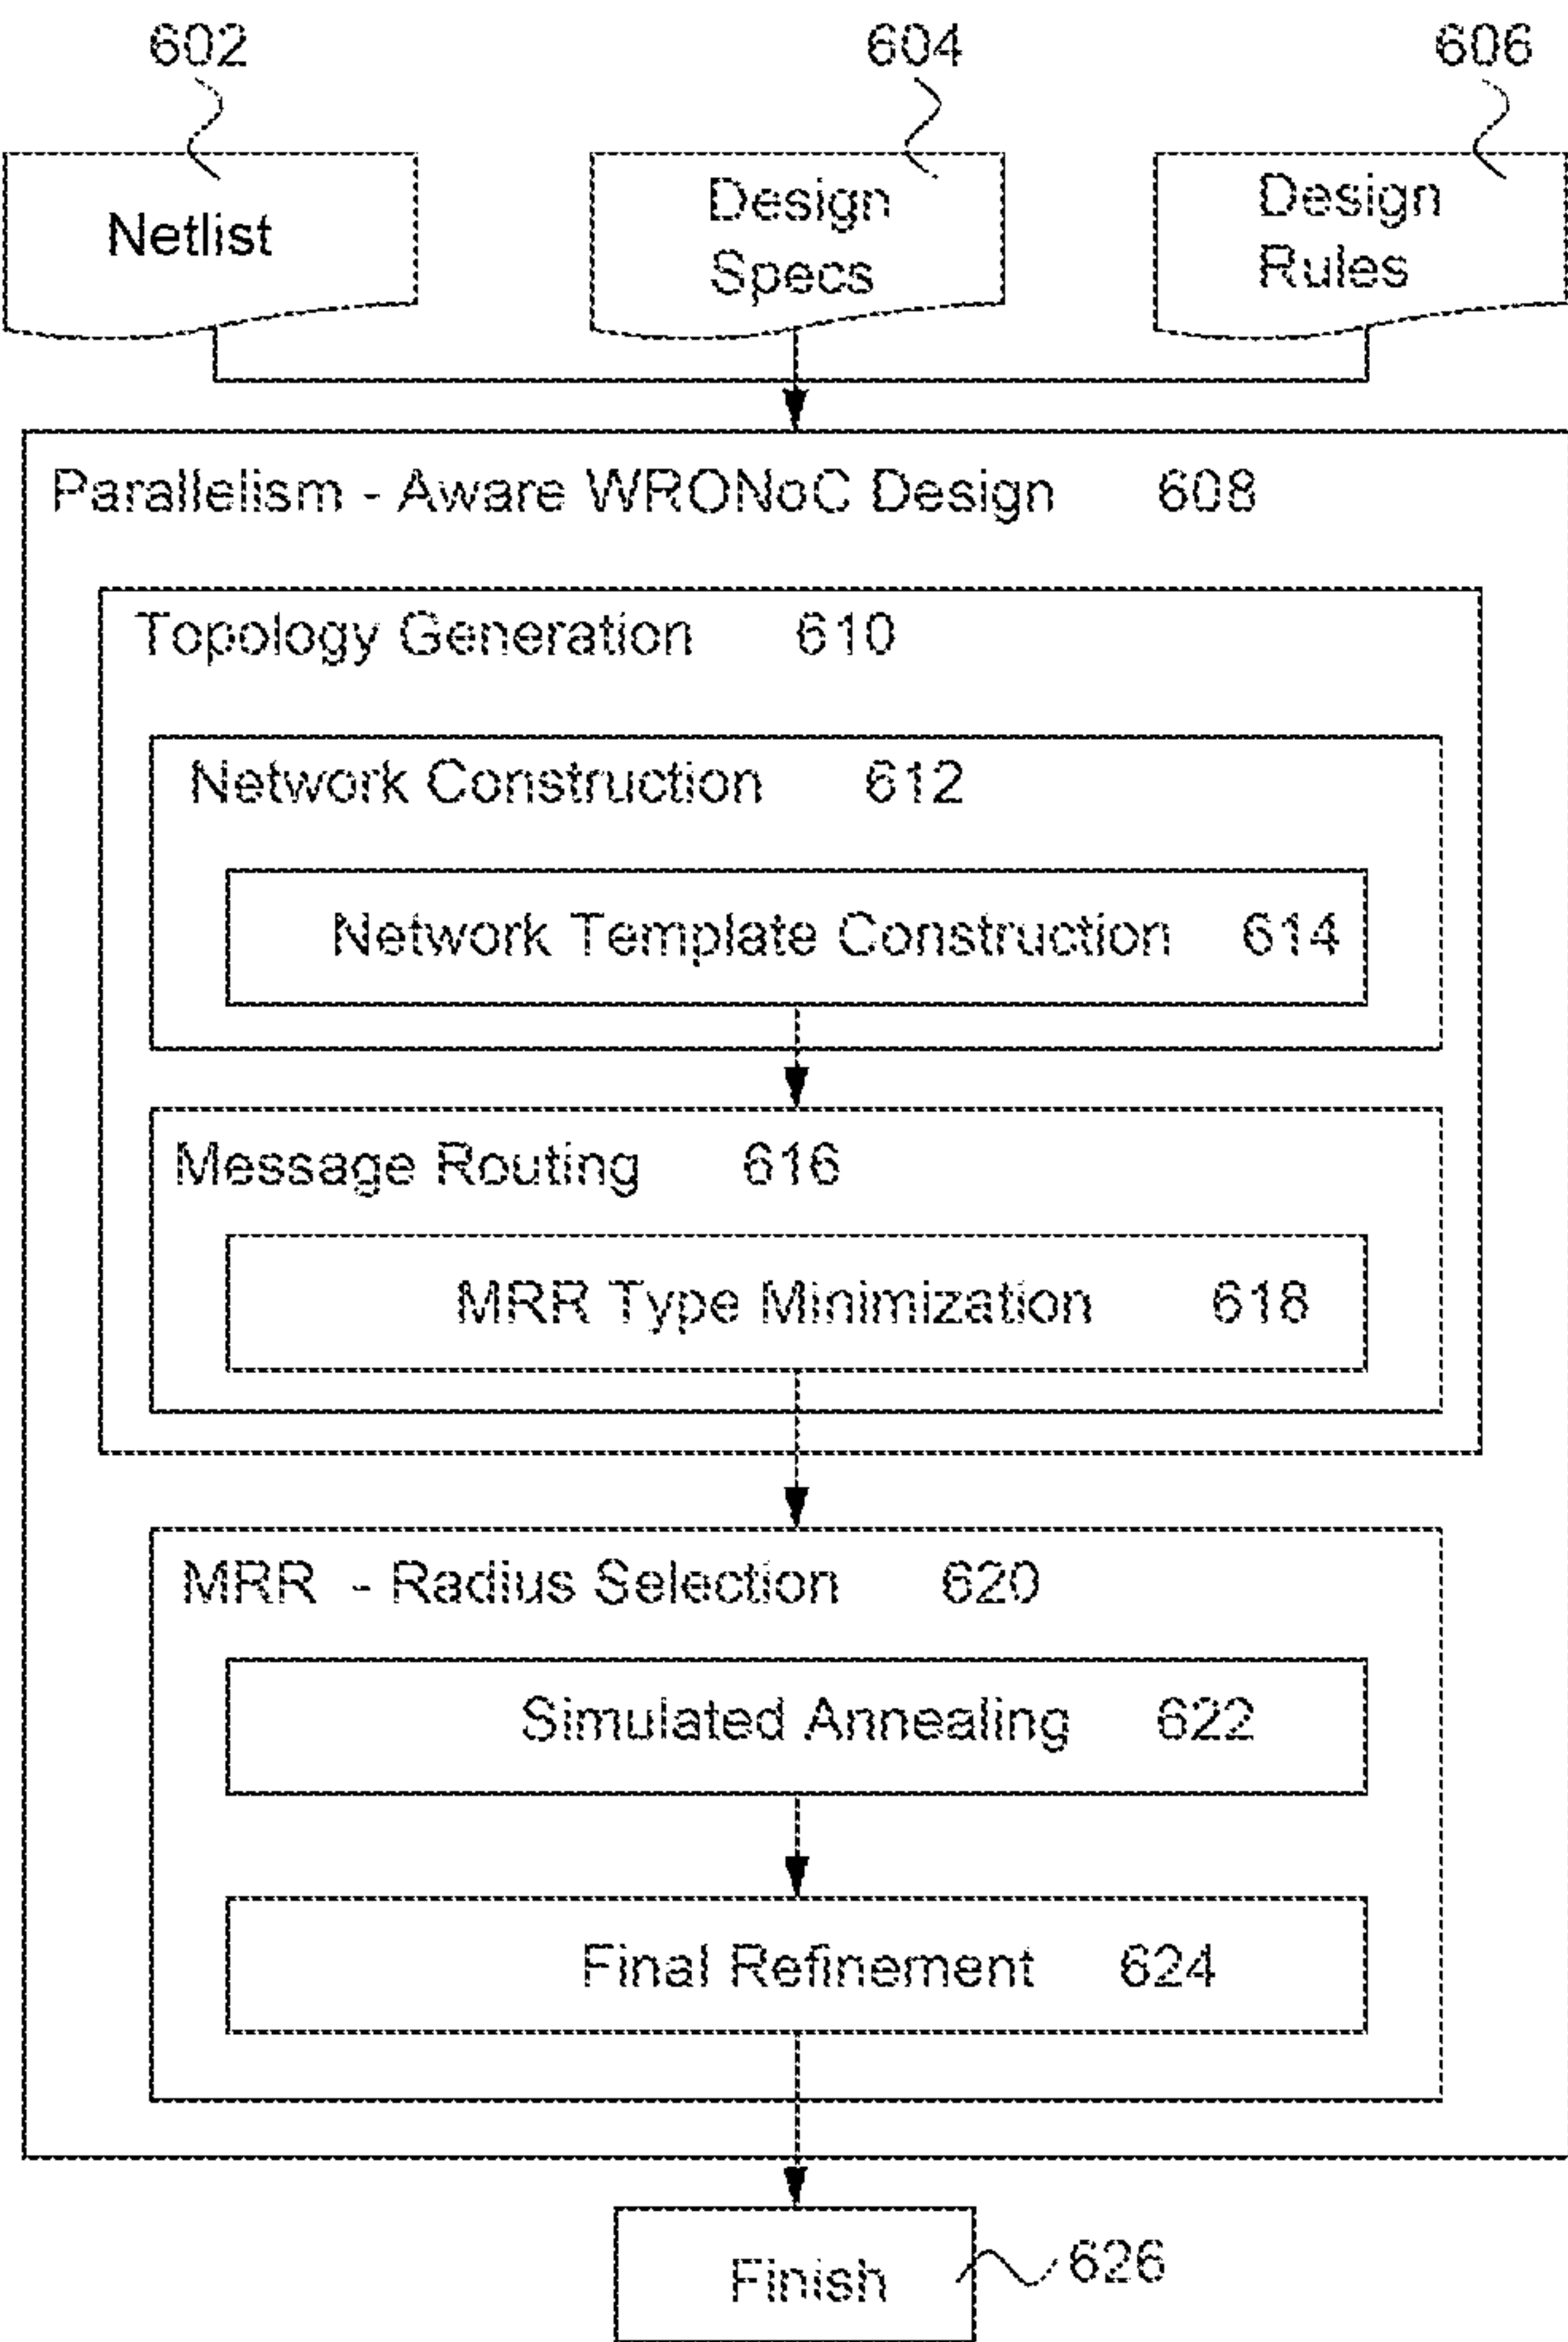 602 604 606
Netlist
Design
Specs
Design
Rules
Parallelism - Aware WRONoC Design 608
Topology Generation 610
Network Construction 612
Network Template Construction 614
Message Routing 616
MRR Type Minimization 618
MRR - Radius Selection 620
Simulated Annealing 622
Final Refinement 624
Finish 626